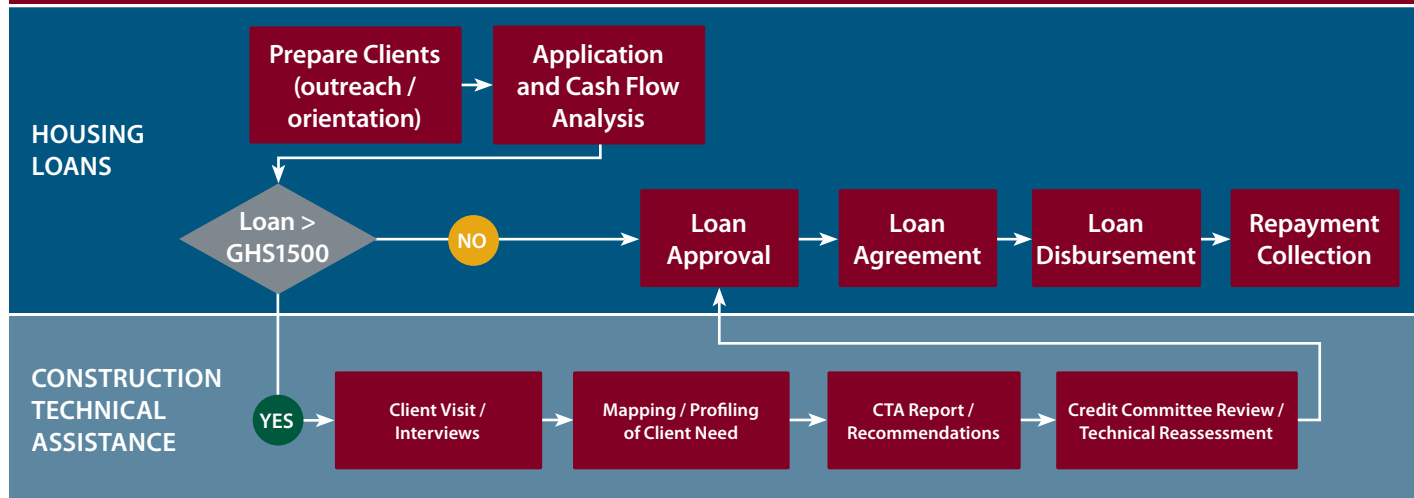 HOUSING
LOANS
Prepare Clients
(outreach /
orientation)
Application
and Cash Flow
Analysis
Loan >
GHS1500
NO
Loan
Approval
Loan
Agreement
Loan
Disbursement
Repayment
Collection
CONSTRUCTION
TECHNICAL
ASSISTANCE
YES
Client Visit /
Interviews
Mapping / Profiling
of Client Need
CTA Report /
Recommendations
Credit Committee Review /
Technical Reassessment